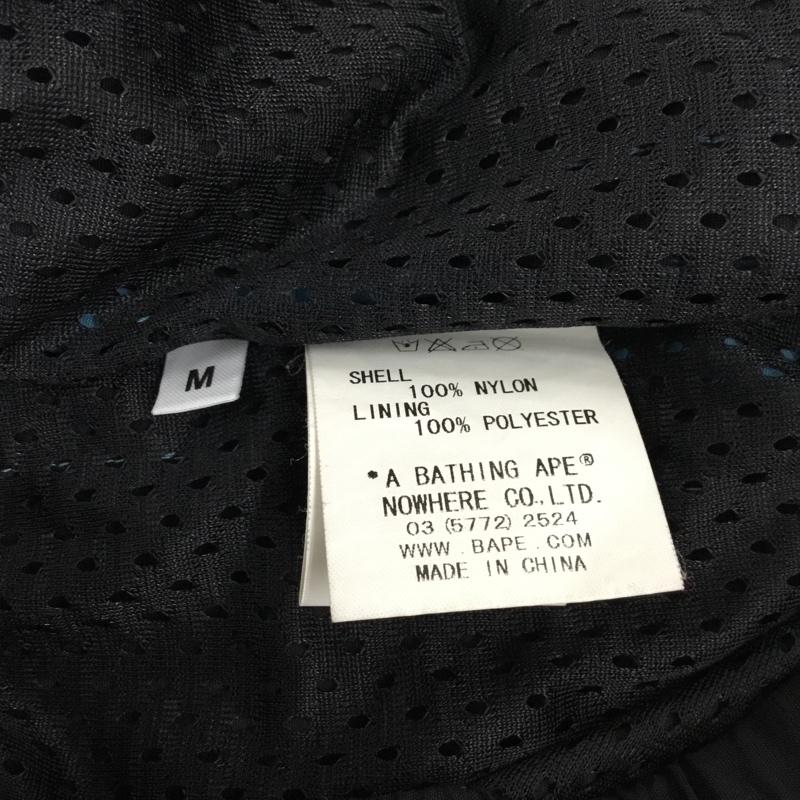 M
SHELL
100% NYLON
LINING
100% POLYESTER
*A BATHING APE®
NOWHERE CO.,LTD.
03 (5772) 2524
WWW . BAPE . COM
MADE IN CHINA